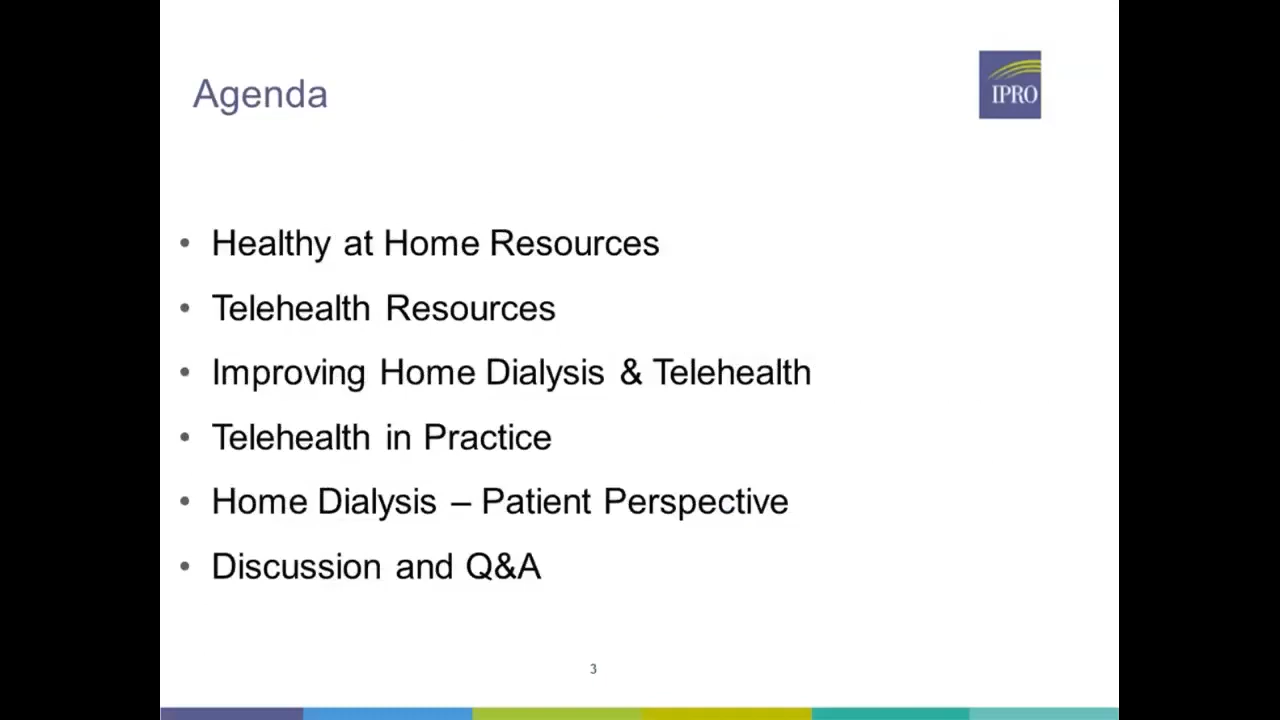 Agenda
IPRO
• Healthy at Home Resources
• Telehealth Resources
• Improving Home Dialysis & Telehealth
• Telehealth in Practice
• Home Dialysis – Patient Perspective
• Discussion and Q&A
3